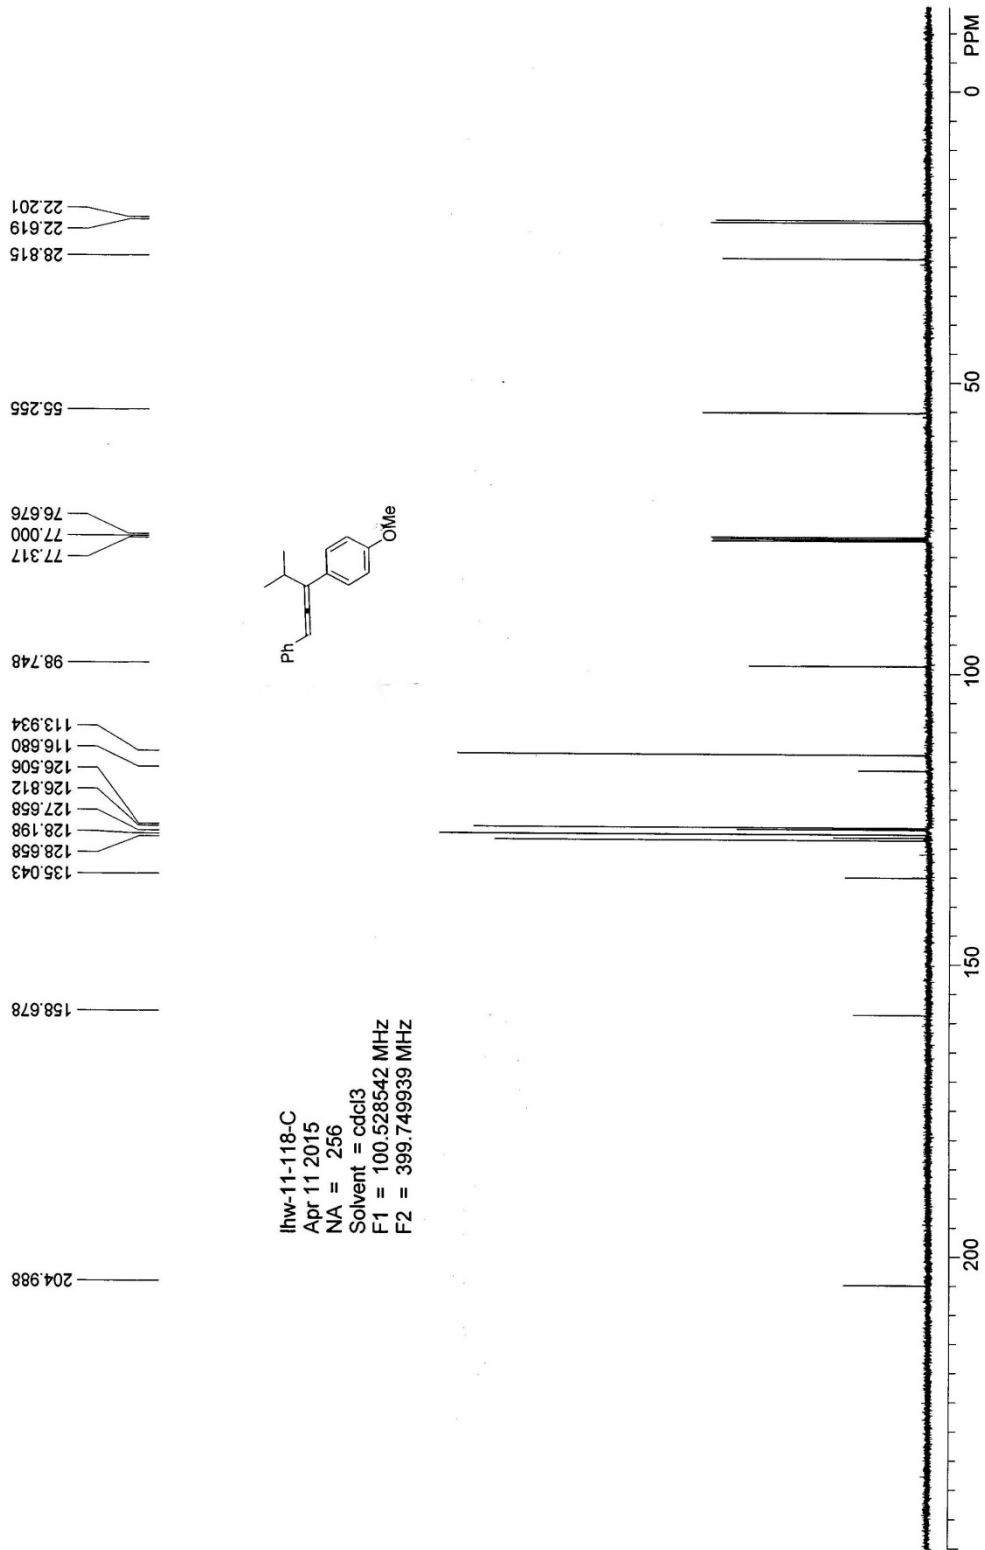 204.988
158.678
135.043
128.658
128.198
127.658
126.812
126.506
116.680
113.934
98.748
77.317
77.000
76.676
55.255
28.815
22.619
22.201
Ph
OMe
lhw-11-118-C
Apr 11 2015
NA = 256
Solvent = cdcl3
F1 = 100.528542 MHz
F2 = 399.749939 MHz
200
150
100
50
0
PPM